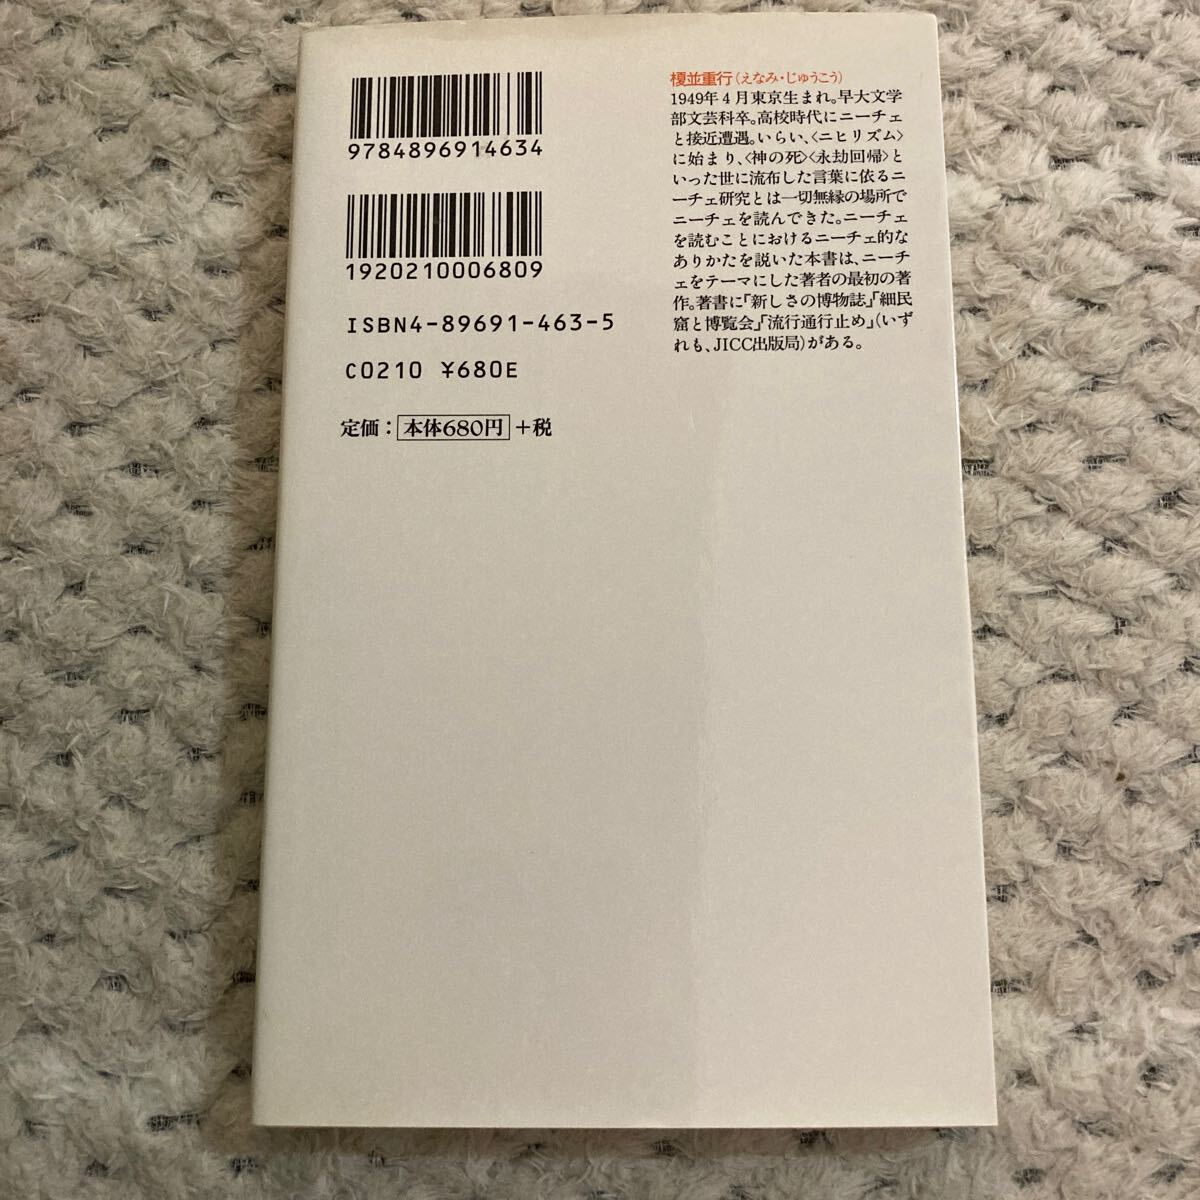 9784896914634
1920210006809
ISBN4-89691-463-5
C0210 ¥680E
定価：本体680円+税
榎並重行（えなみ・じゅうこう）
1949年4月東京生まれ。早大文学
部文芸科卒。高校時代にニーチェ
と接近遭遇。いらい、〈ニヒリズム〉
に始まり、〈神の死〉〈永劫回帰〉と
いった世に流布した言葉に依るニ
ーチェ研究とは一切無縁の場所で
ニーチェを読んできた。ニーチェ
を読むことにおけるニーチェ的な
ありかたを説いた本書は、ニーチ
ェをテーマにした著者の最初の著
作。著書に「新しさの博物誌」「細民
窟と博覧会」「流行通行止め」（いず
れも、JICC出版局）がある。